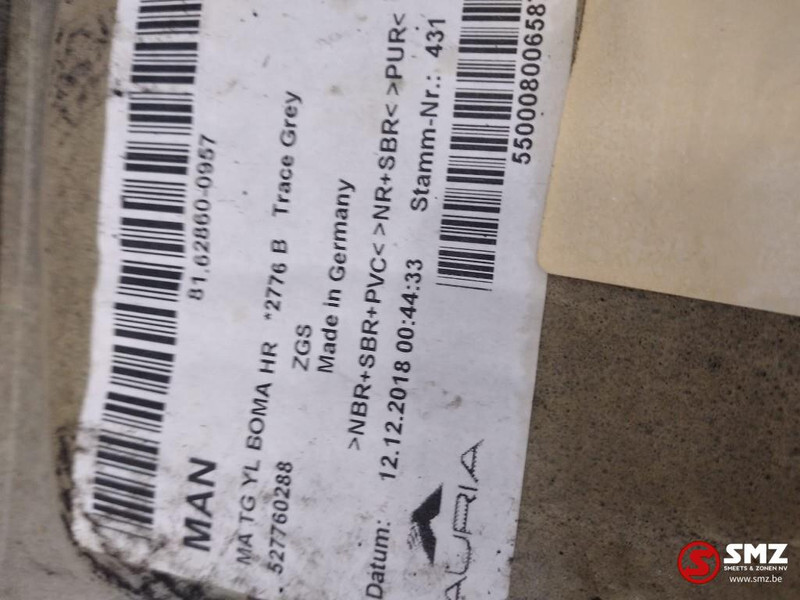 81.62860-0957
MAN
MA TG YL BOMA HR *2776 B Trace Grey
527760288 ZGS
Made in Germany
>NBR+SBR+PVC< >NR+SBR< >PUR<
Datum: 12.12.2018 00:44:33 Stamm-Nr.: 431
AURIA
5500080065
SMZ
SMEETS & ZONEN NV
www.smz.be